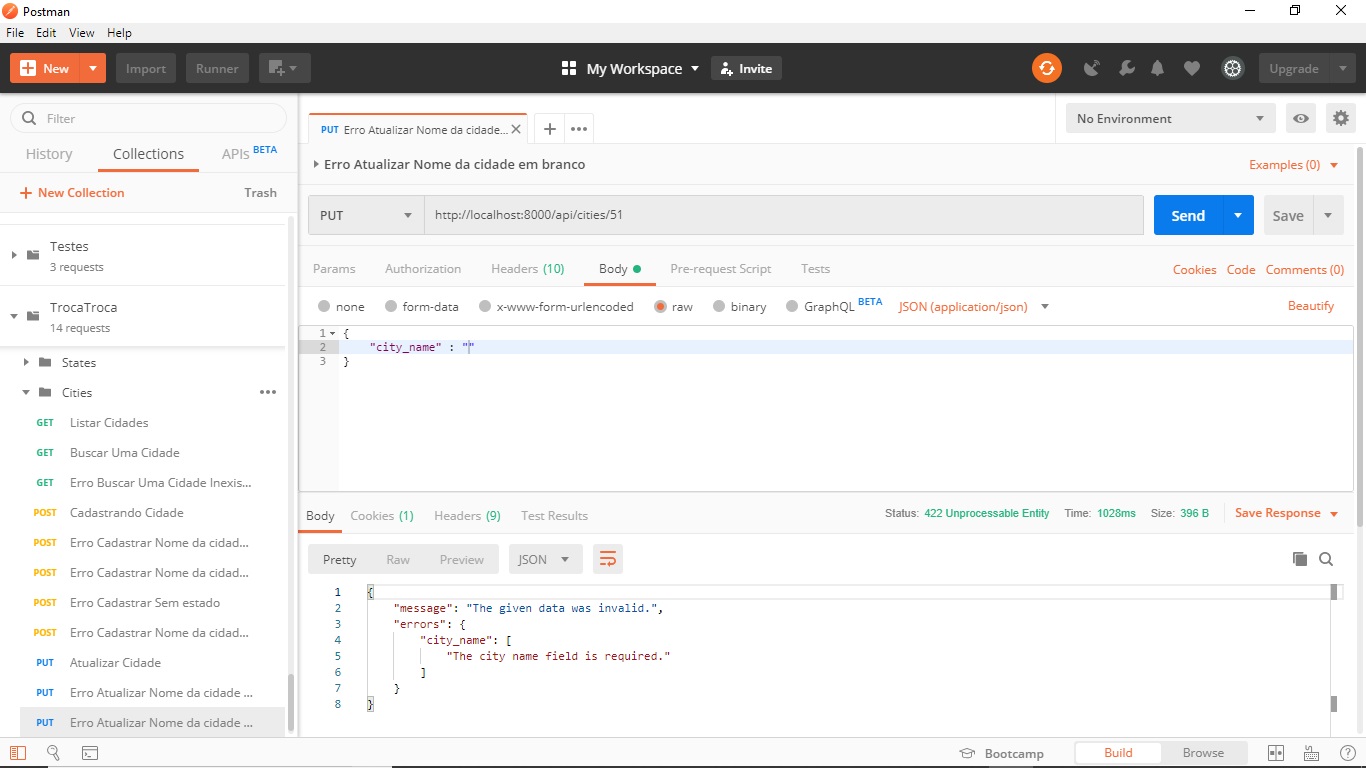 Postman
File Edit View Help
New Import Runner My Workspace Invite Upgrade
Filter
History Collections APIs BETA
New Collection Trash
Testes
3 requests
TrocaTroca
14 requests
States
Cities
GET Listar Cidades
GET Buscar Uma Cidade
GET Erro Buscar Uma Cidade Inexis...
POST Cadastrando Cidade
POST Erro Cadastrar Nome da cidad...
POST Erro Cadastrar Nome da cidad...
POST Erro Cadastrar Sem estado
POST Erro Cadastrar Nome da cidad...
PUT Atualizar Cidade
PUT Erro Atualizar Nome da cidade ...
PUT Erro Atualizar Nome da cidade ...
PUT Erro Atualizar Nome da cidade...
No Environment
Erro Atualizar Nome da cidade em branco
Examples (0)
PUT http://localhost:8000/api/cities/51 Send Save
Params Authorization Headers (10) Body Pre-request Script Tests Cookies Code Comments (0)
none form-data x-www-form-urlencoded raw binary GraphQL BETA JSON (application/json) Beautify
1 {
2 "city_name" : ""
3 }
Body Cookies (1) Headers (9) Test Results Status: 422 Unprocessable Entity Time: 1028ms Size: 396 B Save Response
Pretty Raw Preview JSON
1 {
2 "message": "The given data was invalid.",
3 "errors": {
4 "city_name": [
5 "The city name field is required."
6 ]
7 }
8 }
Bootcamp Build Browse